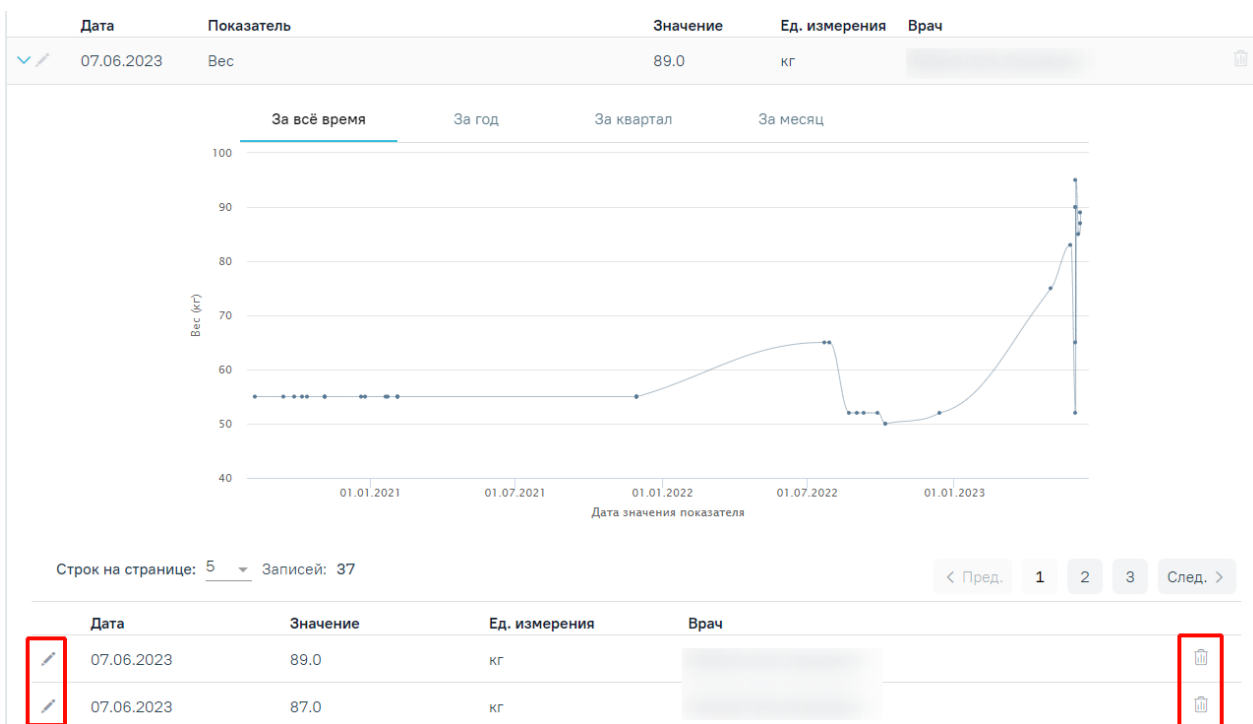 Дата Показатель Значение Ед. измерения Врач
07.06.2023 Вес 89.0 кг
За всё время За год За квартал За месяц
100
90
80
70
60
50
40
Вес (кг)
01.01.2021 01.07.2021 01.01.2022 01.07.2022 01.01.2023
Дата значения показателя
Строк на странице: 5 Записей: 37 < Пред. 1 2 3 След. >
Дата Значение Ед. измерения Врач
07.06.2023 89.0 кг
07.06.2023 87.0 кг